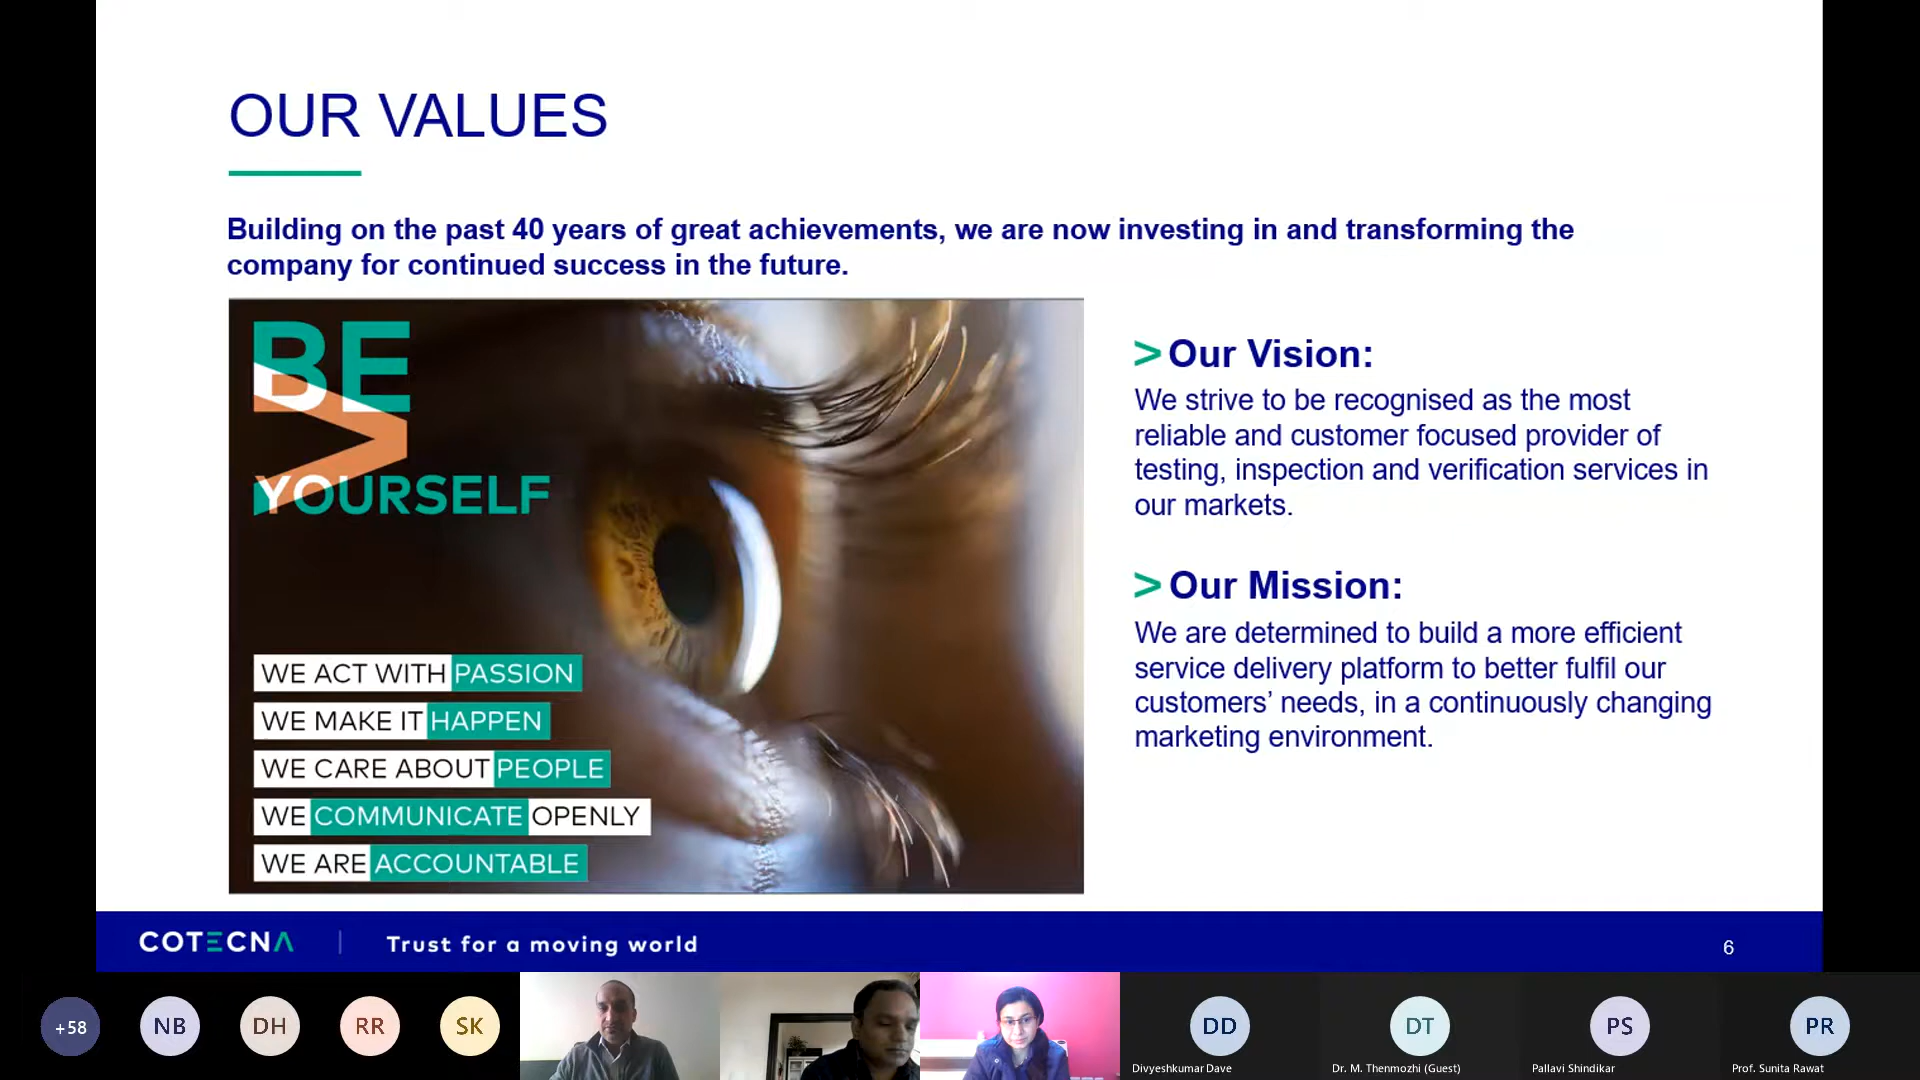 OUR VALUES
Building on the past 40 years of great achievements, we are now investing in and transforming the
company for continued success in the future.
BE
YOURSELF
WE ACT WITH PASSION
WE MAKE IT HAPPEN
WE CARE ABOUT PEOPLE
WE COMMUNICATE OPENLY
WE ARE ACCOUNTABLE
> Our Vision:
We strive to be recognised as the most
reliable and customer focused provider of
testing, inspection and verification services in
our markets.
> Our Mission:
We are determined to build a more efficient
service delivery platform to better fulfil our
customers’ needs, in a continuously changing
marketing environment.
COTECNA | Trust for a moving world
6
+58 NB DH RR SK DD DT PS PR
Divyeshkumar Dave Dr. M. Thenmozhi (Guest) Pallavi Shindikar Prof. Sunita Rawat